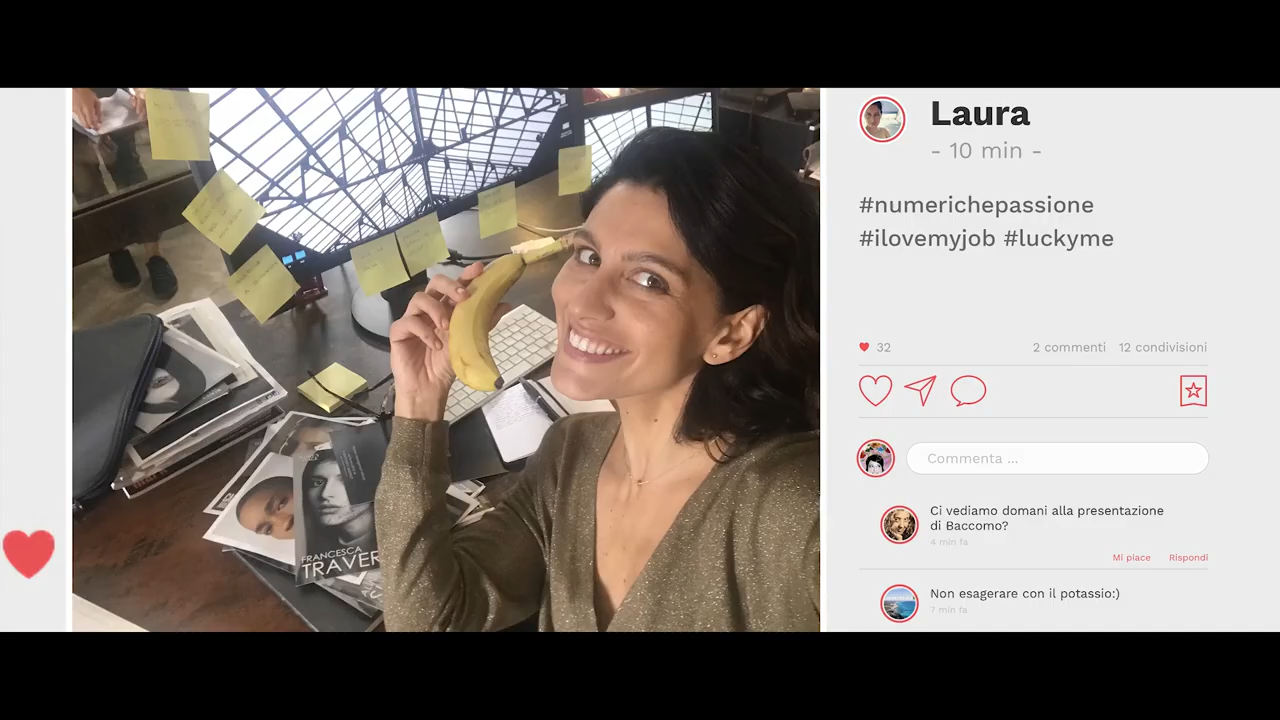 Laura
- 10 min -
#numerichepassione
#ilovemyjob #luckyme
32
2 commenti 12 condivisioni
Commenta ...
Ci vediamo domani alla presentazione
di Baccomo?
4 min fa
Mi piace Rispondi
Non esagerare con il potassio:)
7 min fa
FRANCESCA
TRAVER